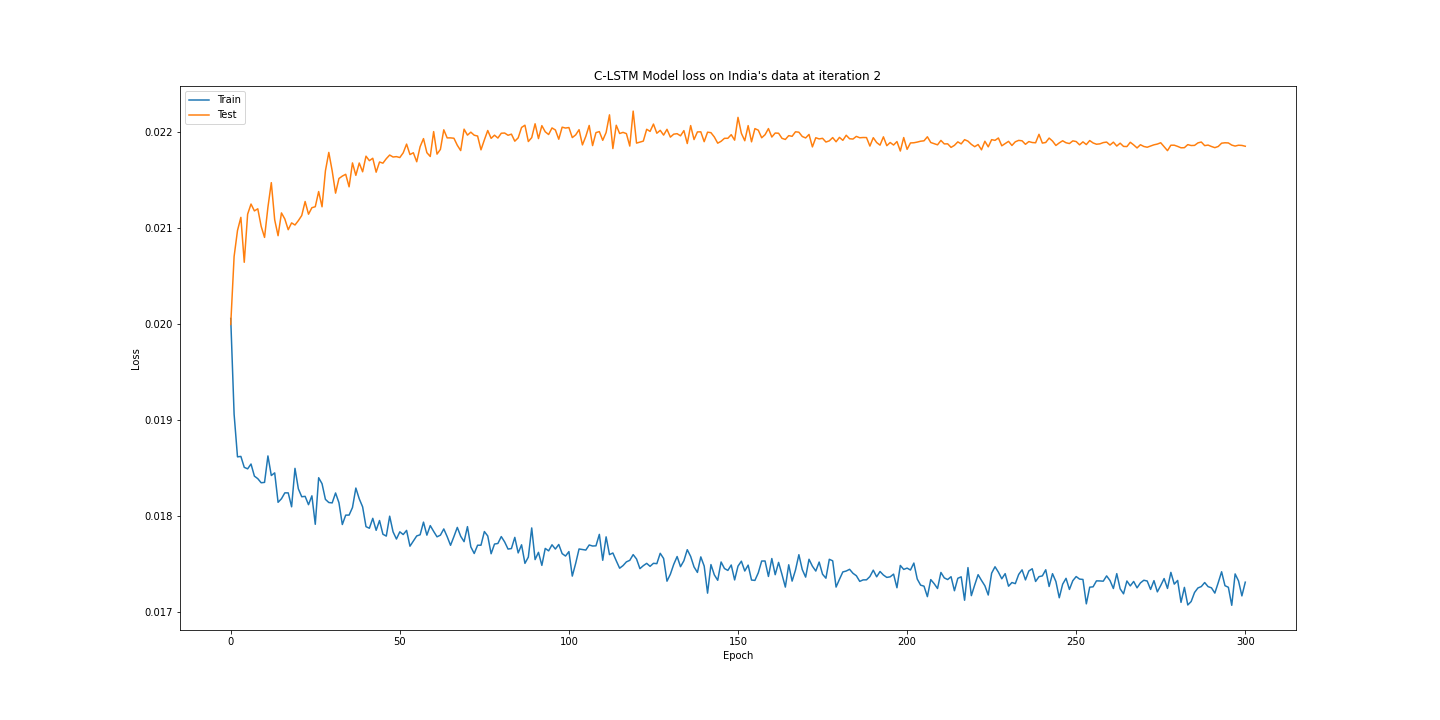 C-LSTM Model loss on India's data at iteration 2
Train
Test
0.022
0.021
0.020
0.019
0.018
0.017
Loss
0 50 100 150 200 250 300
Epoch